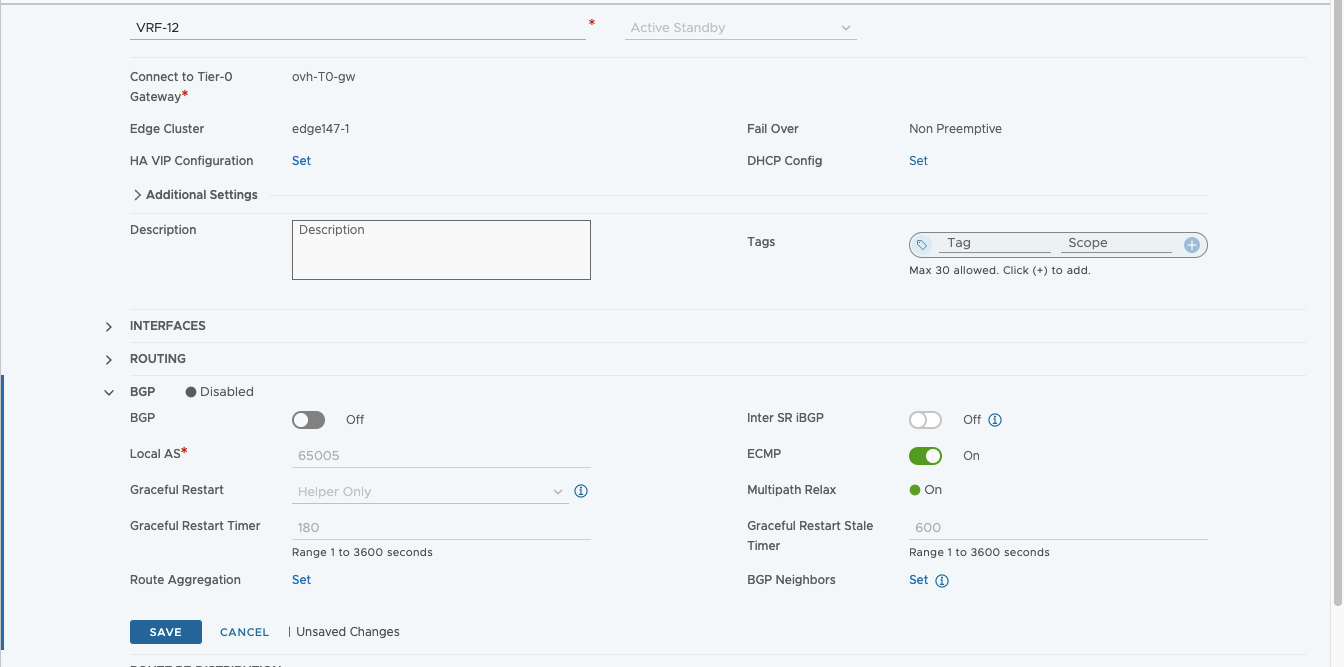 VRF-12 * Active Standby
Connect to Tier-0 Gateway* ovh-T0-gw
Edge Cluster edge147-1 Fail Over Non Preemptive
HA VIP Configuration Set DHCP Config Set
Additional Settings
Description Description Tags Tag Scope
Max 30 allowed. Click (+) to add.
INTERFACES
ROUTING
BGP Disabled
BGP Off Inter SR iBGP Off
Local AS* 65005 ECMP On
Graceful Restart Helper Only Multipath Relax On
Graceful Restart Timer 180 Graceful Restart Stale Timer 600
Range 1 to 3600 seconds Range 1 to 3600 seconds
Route Aggregation Set BGP Neighbors Set
SAVE CANCEL | Unsaved Changes